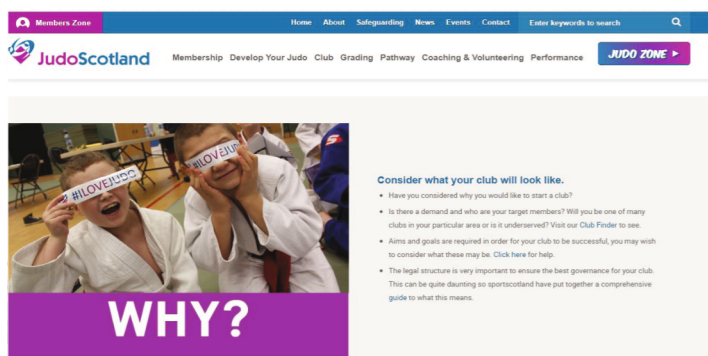 Members Zone
Home About Safeguarding News Events Contact Enter keywords to search
JudoScotland
Membership Develop Your Judo Club Grading Pathway Coaching & Volunteering Performance
JUDO ZONE
#ILOVEJUDO
#ILOVEJUDO
WHY?
Consider what your club will look like.
• Have you considered why you would like to start a club?
• Is there a demand and who are your target members? Will you be one of many
clubs in your particular area or is it underserved? Visit our Club Finder to see.
• Aims and goals are required in order for your club to be successful, you may wish
to consider what these may be. Click here for help.
• The legal structure is very important to ensure the best governance for your club.
This can be quite daunting so sportscotland have put together a comprehensive
guide to what this means.